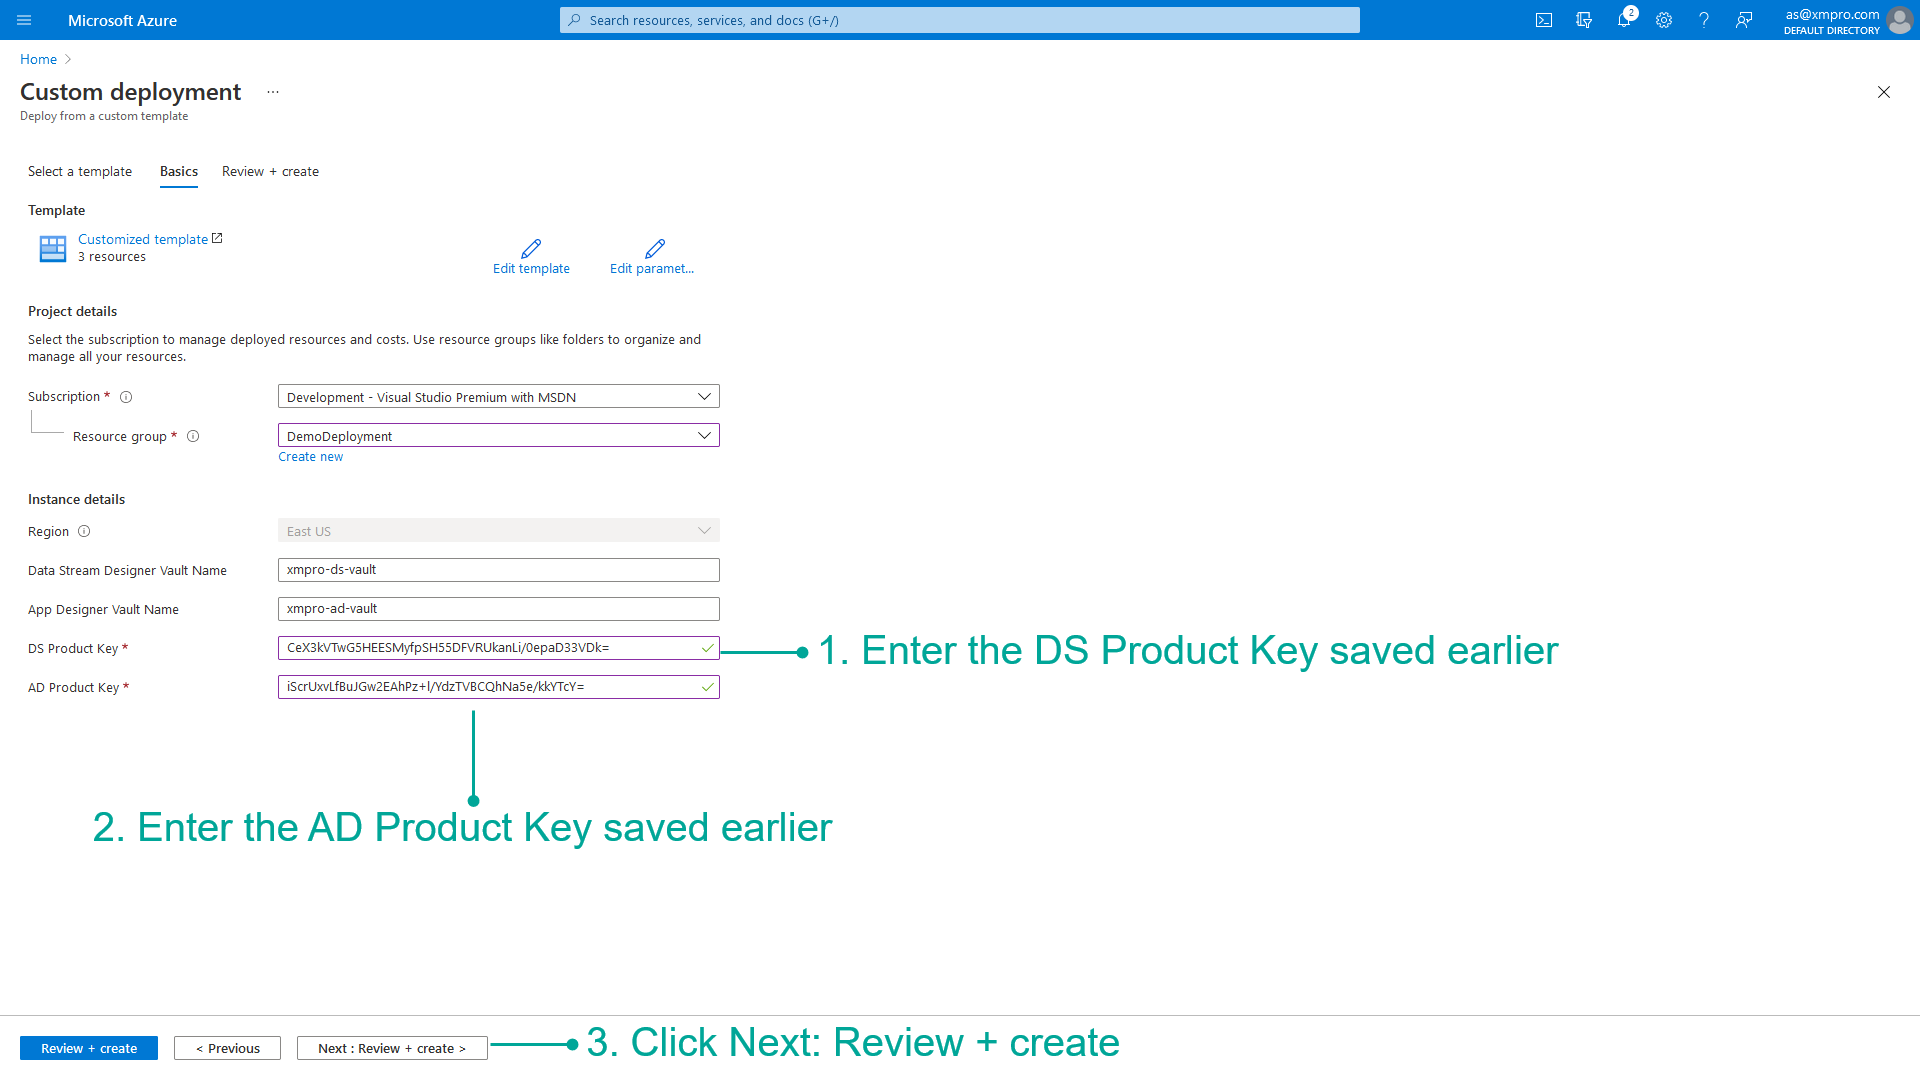 Microsoft Azure
Search resources, services, and docs (G+/)
2
as@xmpro.com
DEFAULT DIRECTORY
Home
Custom deployment ...
Deploy from a custom template
Select a template
Basics
Review + create
Template
Customized template
3 resources
Edit template
Edit paramet...
Project details
Select the subscription to manage deployed resources and costs. Use resource groups like folders to organize and
manage all your resources.
Subscription *
Development - Visual Studio Premium with MSDN
Resource group *
DemoDeployment
Create new
Instance details
Region
East US
Data Stream Designer Vault Name
xmpro-ds-vault
App Designer Vault Name
xmpro-ad-vault
DS Product Key *
CeX3kVTwG5HEESMyfpSH55DFVRUkanLi/0epaD33VDk=
1. Enter the DS Product Key saved earlier
AD Product Key *
iScrUxvLfBuJGw2EAhPz+l/YdzTVBCQhNa5e/kkYTcY=
2. Enter the AD Product Key saved earlier
Review + create
< Previous
Next : Review + create >
3. Click Next: Review + create